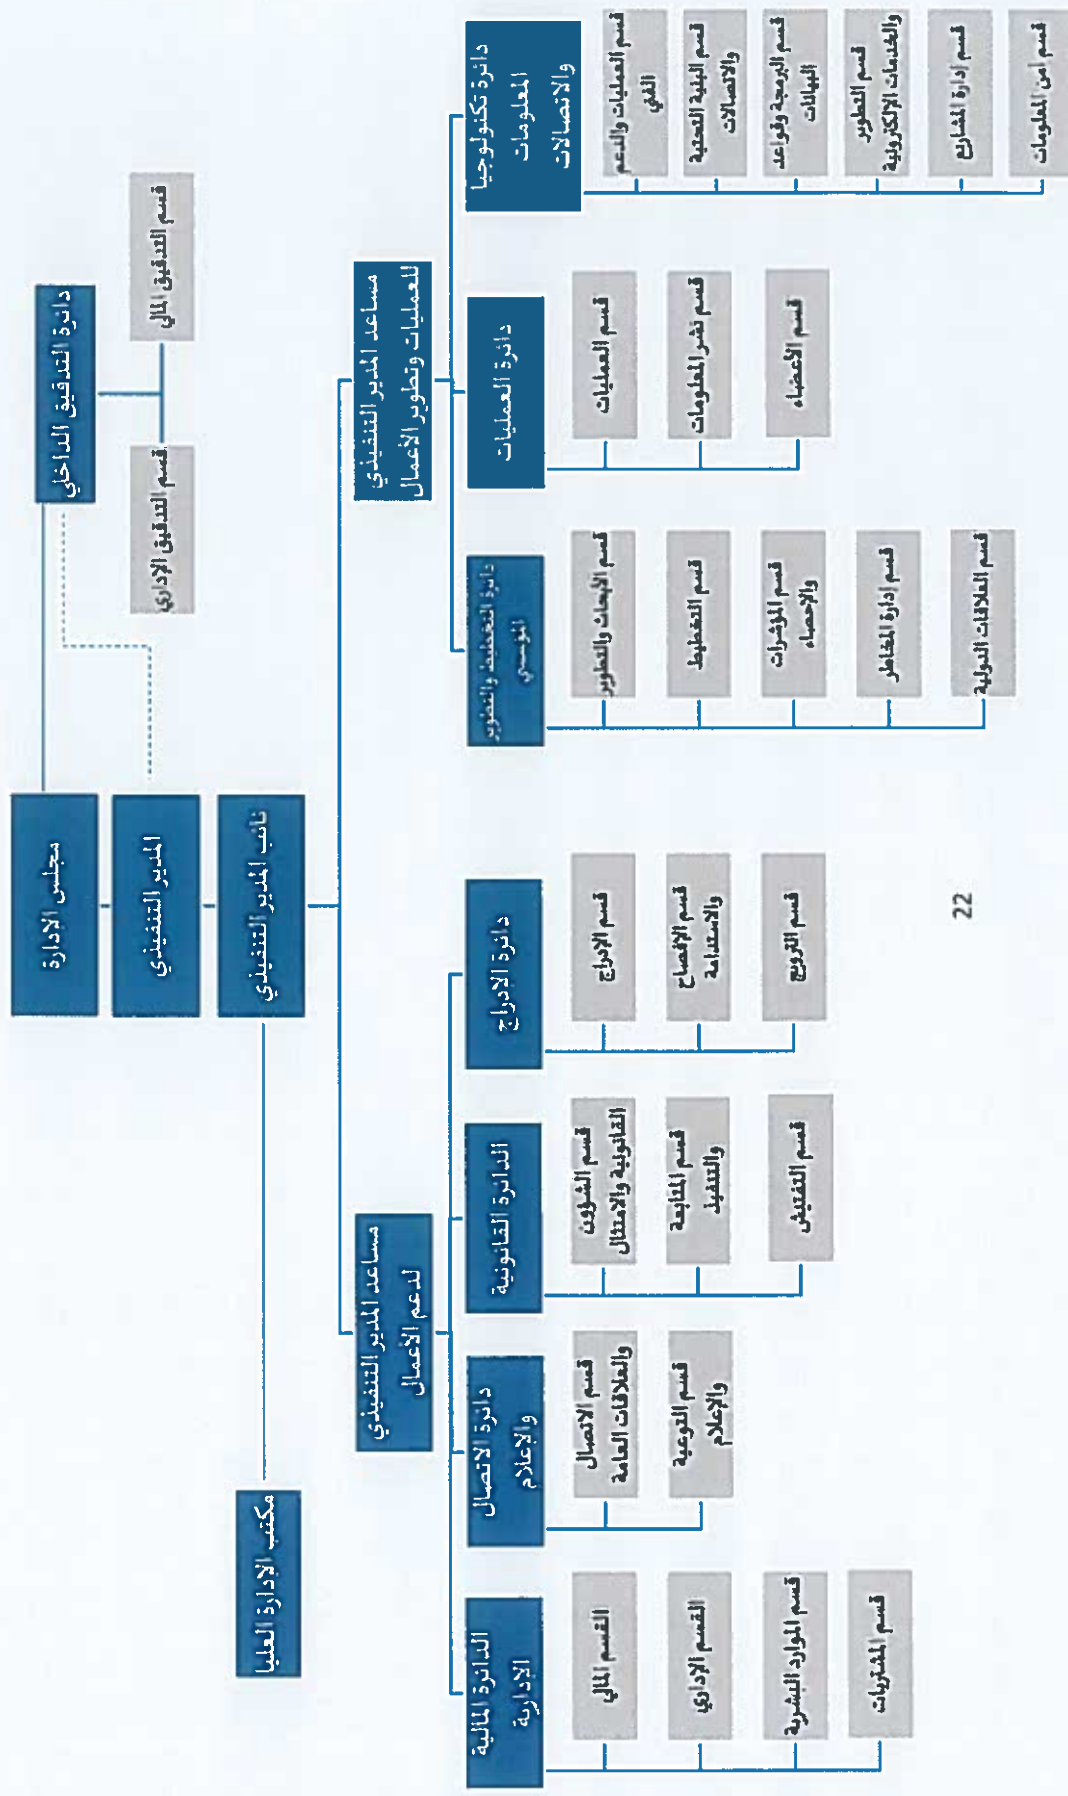 مجلس الإدارة
المدير التنفيذي
نائب المدير التنفيذي
دائرة التدقيق الداخلي
قسم التدقيق المالي
قسم التدقيق الإداري
مكتب الإدارة العليا
مساعد المدير التنفيذي
للعمليات وتطوير الأعمال
مساعد المدير التنفيذي
لدعم الأعمال
دائرة تكنولوجيا
المعلومات
والاتصالات
قسم العمليات والدعم
الفني
قسم البنية التحتية
والاتصالات
قسم البرمجة وقواعد
البيانات
قسم التطوير
والخدمات الإلكترونية
قسم إدارة المشاريع
قسم امن المعلومات
دائرة العمليات
قسم العمليات
قسم نشر المعلومات
قسم الأعضاء
دائرة التخطيط والتطوير
المؤسسي
قسم الأبحاث والتطوير
قسم التخطيط
قسم المؤشرات
والإحصاء
قسم إدارة المخاطر
قسم العلاقات الدولية
دائرة الإدراج
قسم الإدراج
قسم الإفصاح
والاستدامة
قسم الترويج
الدائرة القانونية
قسم الشؤون
القانونية والامتثال
قسم المتابعة
والتنفيذ
قسم التفتيش
دائرة الاتصال
والإعلام
قسم الاتصال
والعلاقات العامة
قسم التوعية
والإعلام
الدائرة المالية
الإدارية
القسم المالي
القسم الإداري
قسم الموارد البشرية
قسم المشتريات
22